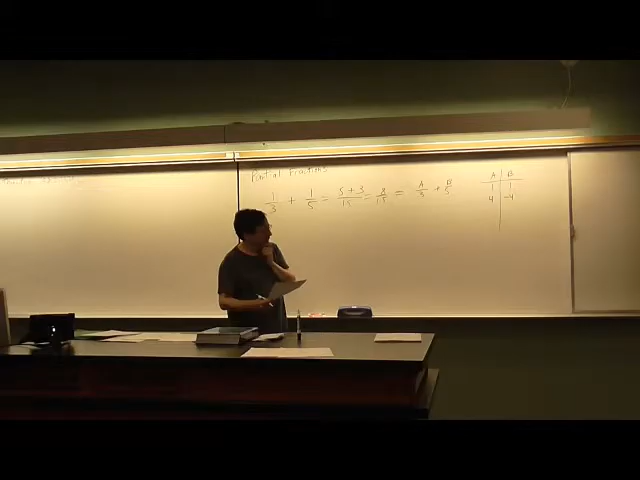 Partial Fractions
1/3 + 1/5 = 5+3/15 = 8/15 = A/3 + B/5
A B
1 1
4 -4